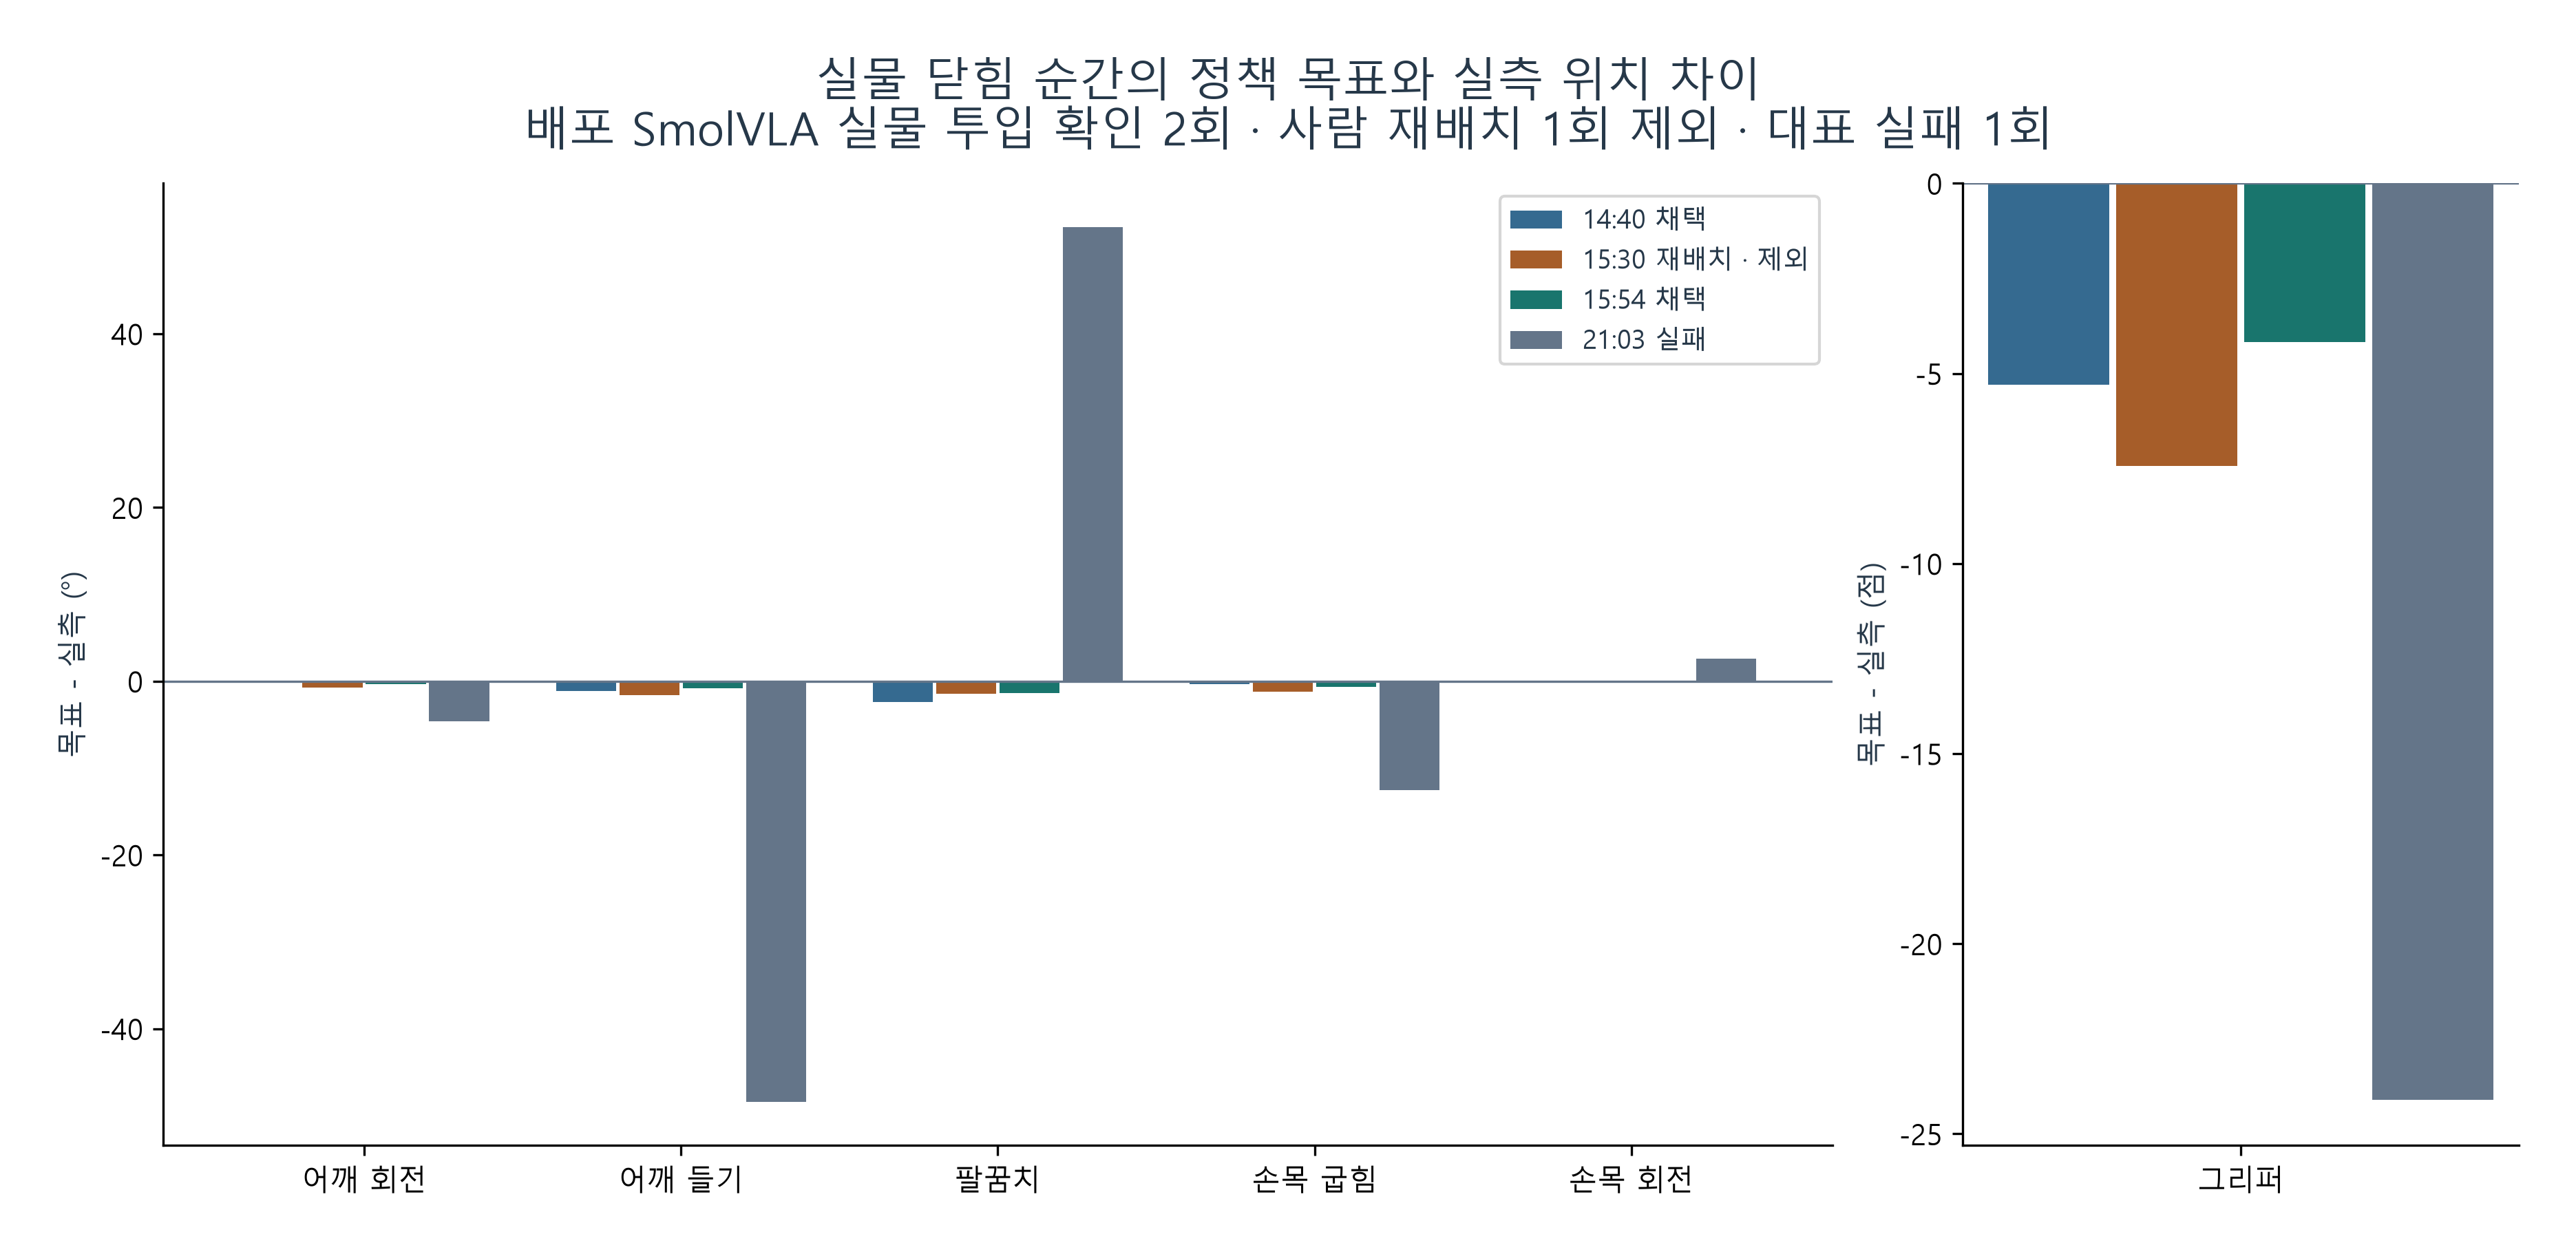 실물 닫힘 순간의 정책 목표와 실측 위치 차이
배포 SmolVLA 실물 투입 확인 2회 · 사람 재배치 1회 제외 · 대표 실패 1회
목표 - 실측 (°)
40
20
0
-20
-40
어깨 회전
어깨 들기
팔꿈치
손목 굽힘
손목 회전
14:40 채택
15:30 재배치 · 제외
15:54 채택
21:03 실패
목표 - 실측 (점)
0
-5
-10
-15
-20
-25
그리퍼